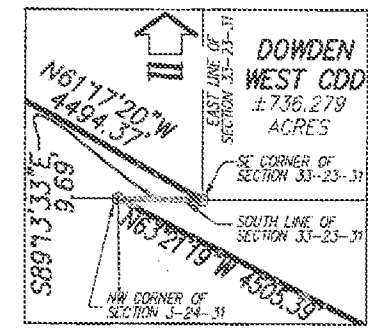 DOWDEN
WEST CDD
±736.279
ACRES
EAST LINE OF
SECTION 33-23-31
N61°17'20"W
4494.37'
SE CORNER OF
SECTION 33-23-31
S89°13'33"E,
9.69'
SOUTH LINE OF
SECTION 33-23-31
N63°21'19"W 4505.39'
NW CORNER OF
SECTION 3-24-31